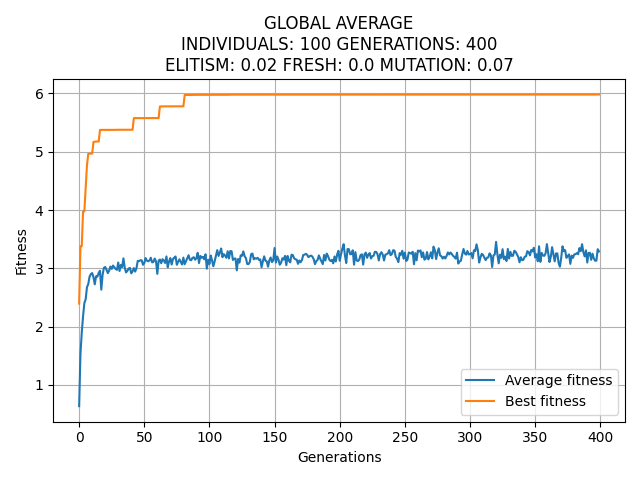 GLOBAL AVERAGE
INDIVIDUALS: 100 GENERATIONS: 400
ELITISM: 0.02 FRESH: 0.0 MUTATION: 0.07
6
5
4
3
2
1
Fitness
Average fitness
Best fitness
0 50 100 150 200 250 300 350 400
Generations